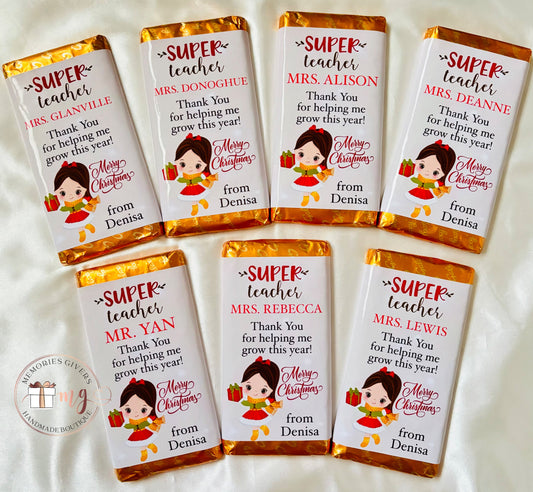 SUPER
teacher
MRS. GLANVILLE
Thank You
for helping me
grow this year!
Merry
Christmas
from
Denisa
SUPER
teacher
MRS. DONOGHUE
Thank You
for helping me
grow this year!
Merry
Christmas
from
Denisa
SUPER
teacher
MRS. ALISON
Thank You
for helping me
grow this year!
Merry
Christmas
from
Denisa
SUPER
teacher
MRS. DEANNE
Thank You
for helping me
grow this year!
Merry
Christmas
from
Denisa
SUPER
teacher
MR. YAN
Thank You
for helping me
grow this year!
Merry
Christmas
from
Denisa
SUPER
teacher
MRS. REBECCA
Thank You
for helping me
grow this year!
Merry
Christmas
from
Denisa
SUPER
teacher
MRS. LEWIS
Thank You
for helping me
grow this year!
Merry
Christmas
from
Denisa
MEMORIES GIVERS
mg
HANDMADE BOUTIQUE